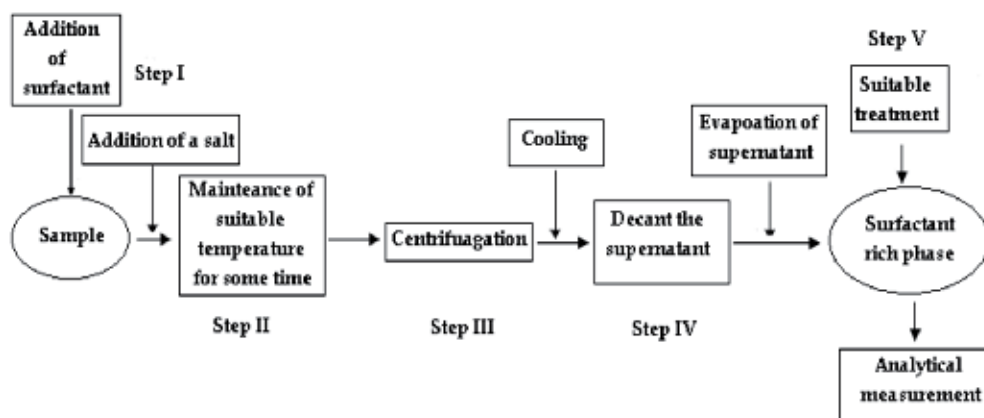 Addition
of
surfactant
Step I
Addition of a salt
Sample
Mainteance of
suitable
temperature
for some time
Step II
Centrifuagation
Step III
Cooling
Decant the
supernatant
Step IV
Evapoation of
supernatant
Step V
Suitable
treatment
Surfactant
rich phase
Analytical
measurement